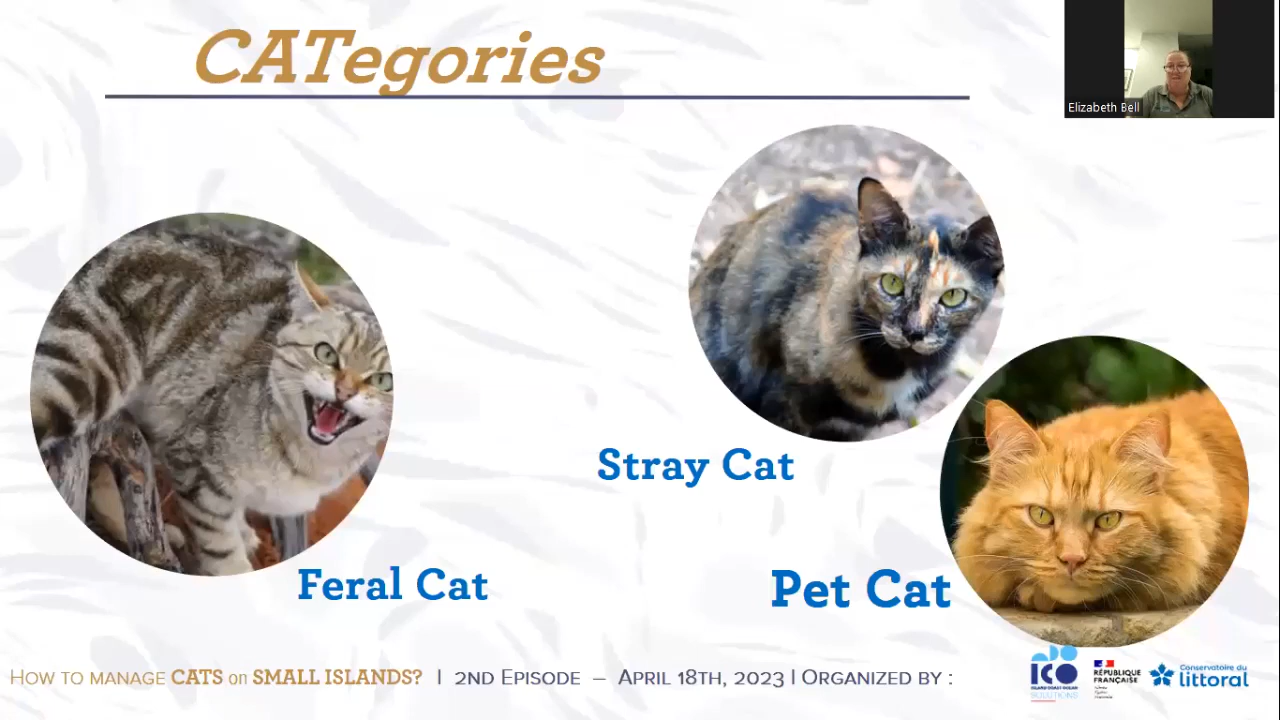 CATegories
Elizabeth Bell
Stray Cat
Feral Cat
Pet Cat
HOW TO MANAGE CATS on SMALL ISLANDS? | 2ND EPISODE – APRIL 18TH, 2023 | ORGANIZED BY :
ICO
SOLUTIONS
RÉPUBLIQUE
FRANÇAISE
Conservatoire du
littoral